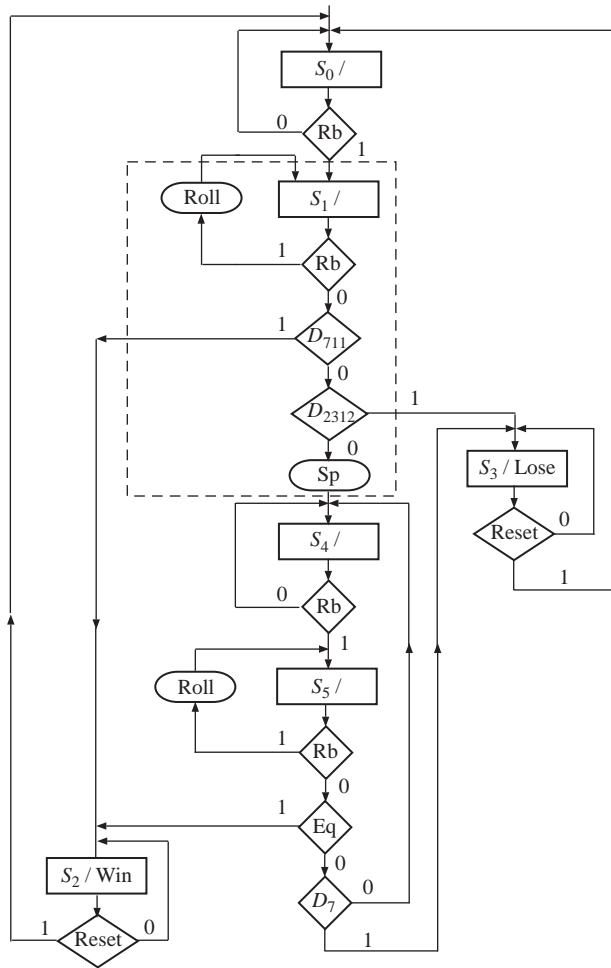 S0 /
0
Rb
1
Roll
S1 /
1
Rb
0
1
D711
0
D2312
1
0
Sp
S3 / Lose
S4 /
Reset
0
0
Rb
1
1
Roll
S5 /
1
Rb
0
1
Eq
0
S2 / Win
D7
0
1
Reset
0
1